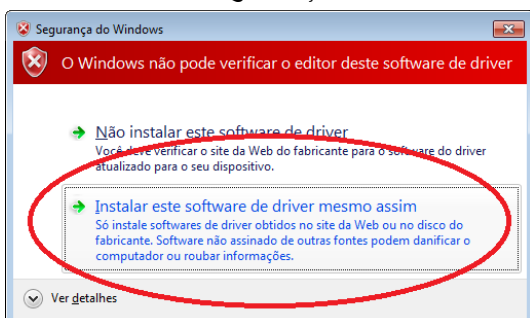 Segurança do Windows
O Windows não pode verificar o editor deste software de driver
Não instalar este software de driver
Você deve verificar o site da Web do fabricante para o software do driver
atualizado para o seu dispositivo.
Instalar este software de driver mesmo assim
Só instale softwares de driver obtidos no site da Web ou no disco do
fabricante. Software não assinado de outras fontes podem danificar o
computador ou roubar informações.
Ver detalhes